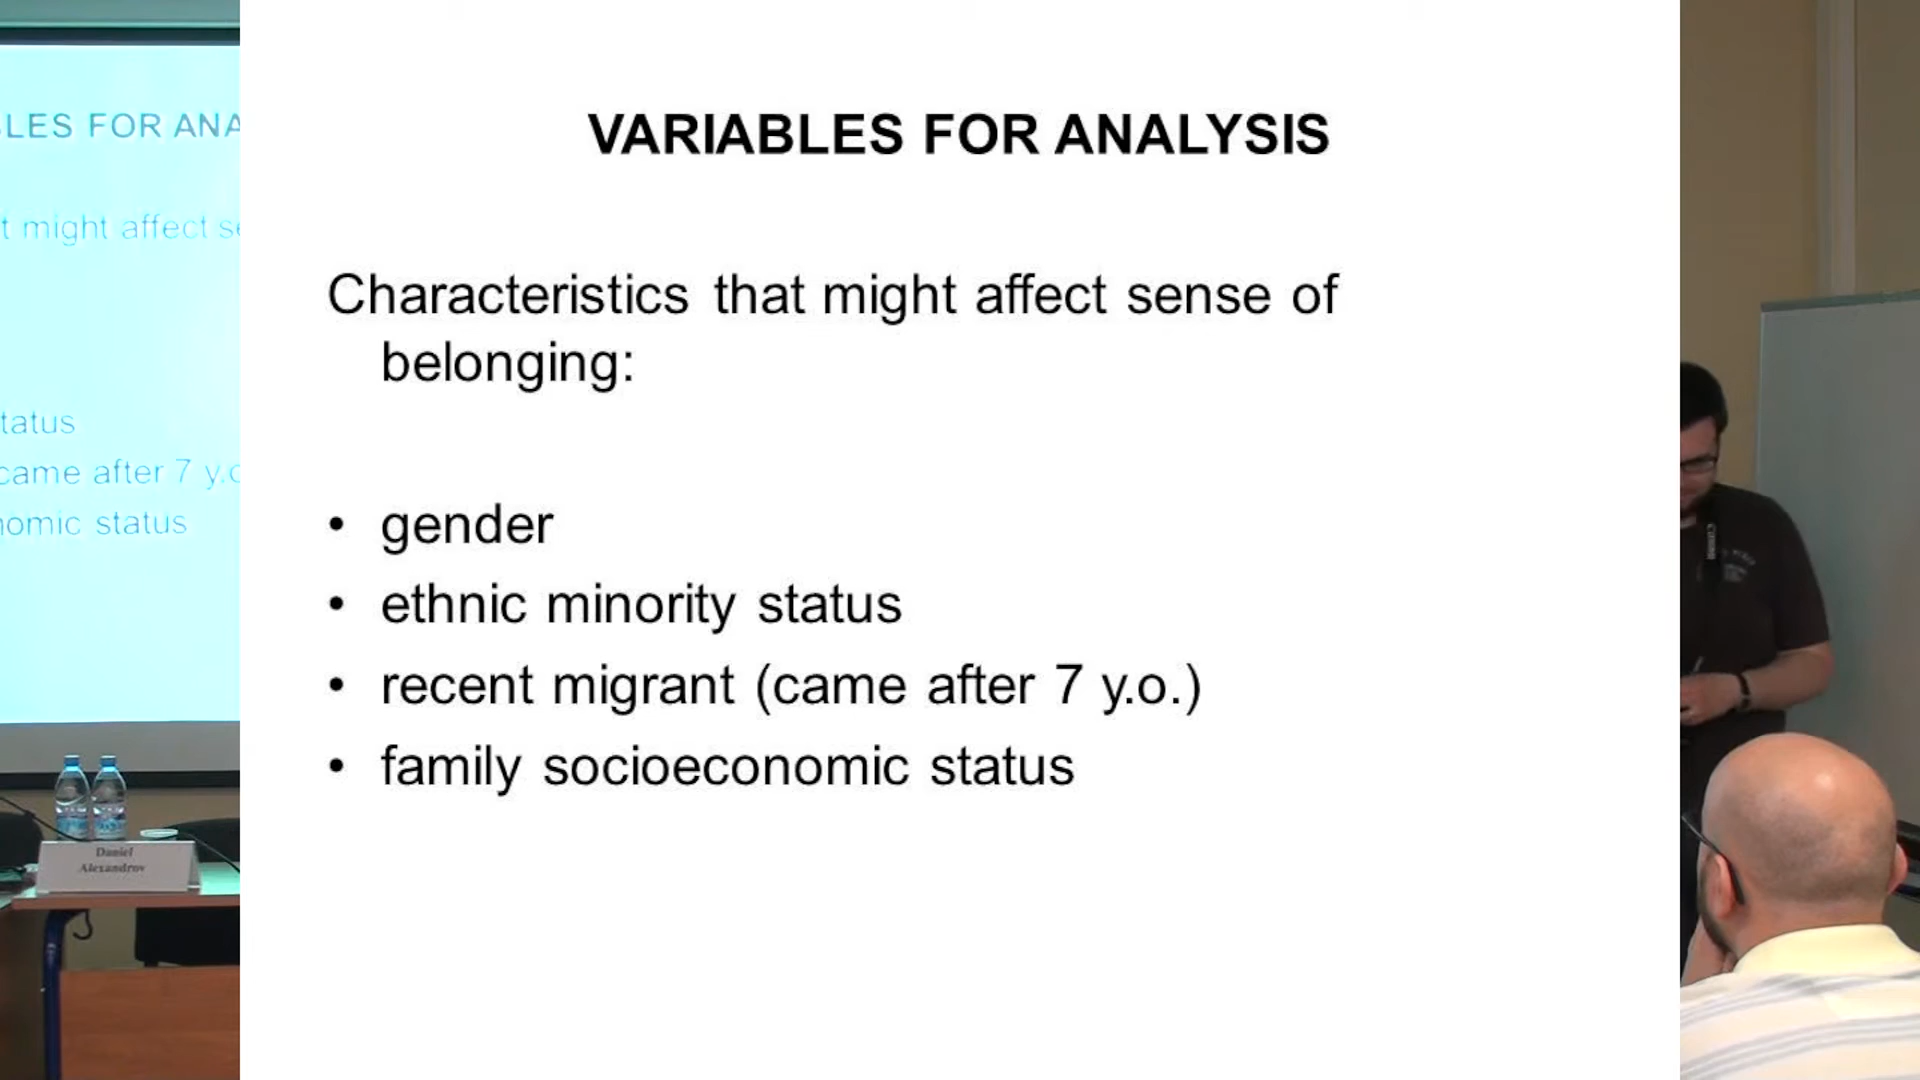 VARIABLES FOR ANALYSIS
Characteristics that might affect sense of
belonging:
• gender
• ethnic minority status
• recent migrant (came after 7 y.o.)
• family socioeconomic status
LES FOR ANA
t might affect se
tatus
came after 7 y.o
nomic status
Daniel
Alexandrov